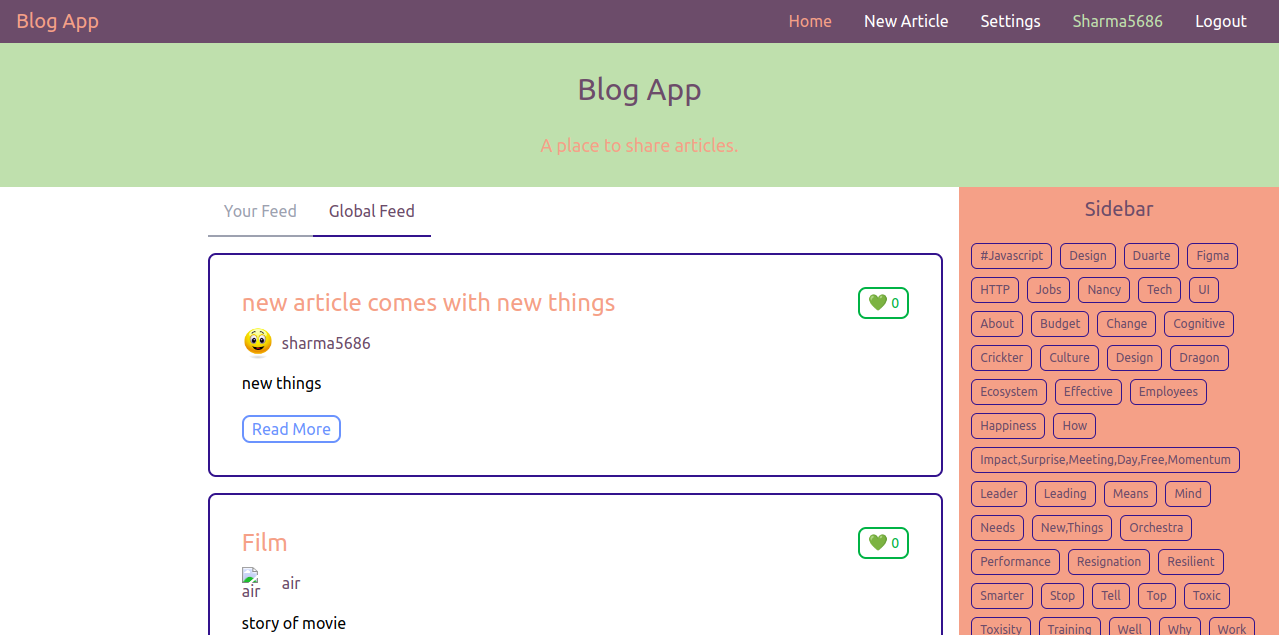 Blog App
Home New Article Settings Sharma5686 Logout
Blog App
A place to share articles.
Your Feed Global Feed
new article comes with new things
💚 0
sharma5686
new things
Read More
Film
💚 0
air
air
story of movie
Sidebar
#Javascript Design Duarte Figma
HTTP Jobs Nancy Tech UI
About Budget Change Cognitive
Crickter Culture Design Dragon
Ecosystem Effective Employees
Happiness How
Impact,Surprise,Meeting,Day,Free,Momentum
Leader Leading Means Mind
Needs New,Things Orchestra
Performance Resignation Resilient
Smarter Stop Tell Top Toxic
Toxisity Training Well Why Work